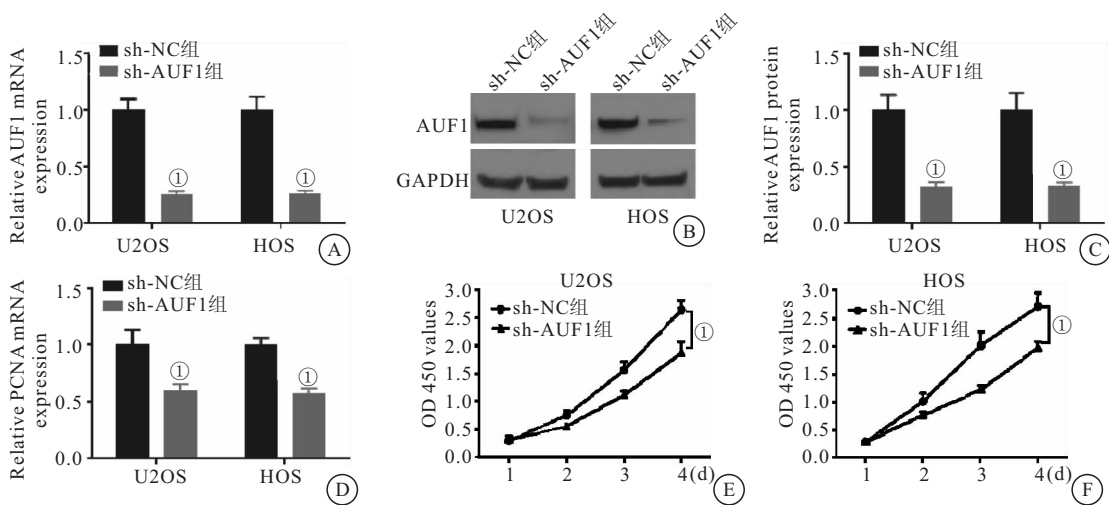 Relative AUF1 mRNA
expression
1.5
1.0
0.5
0.0
sh-NC组
sh-AUF1组
①
①
U2OS
HOS
A
sh-NC组
sh-AUF1组
sh-NC组
sh-AUF1组
AUF1
GAPDH
U2OS
HOS
B
Relative AUF1 protein
expression
1.5
1.0
0.5
0.0
sh-NC组
sh-AUF1组
①
①
U2OS
HOS
C
Relative PCNA mRNA
expression
1.5
1.0
0.5
0.0
sh-NC组
sh-AUF1组
①
①
U2OS
HOS
D
U2OS
OD 450 values
3.0
2.5
2.0
1.5
1.0
0.5
0.0
sh-NC组
sh-AUF1组
①
1 2 3 4(d)
E
HOS
OD 450 values
3.0
2.5
2.0
1.5
1.0
0.5
0.0
sh-NC组
sh-AUF1组
①
1 2 3 4(d)
F